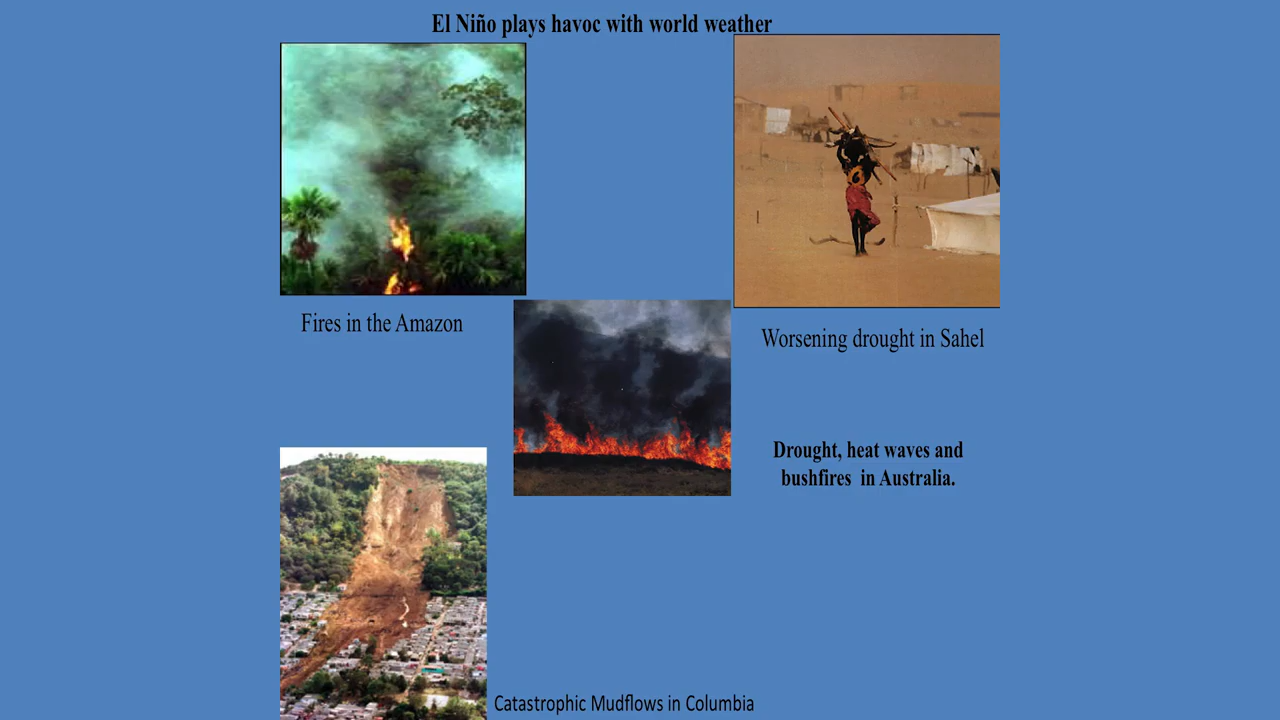 El Niño plays havoc with world weather
Fires in the Amazon
Worsening drought in Sahel
Drought, heat waves and
bushfires in Australia.
Catastrophic Mudflows in Columbia